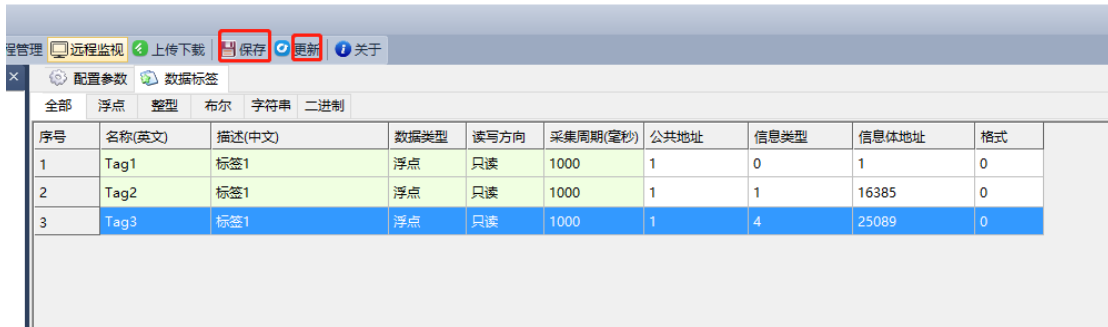 程管理 远程监视 上传下载 保存 更新 关于
× 配置参数 数据标签
全部 浮点 整型 布尔 字符串 二进制
序号 名称(英文) 描述(中文) 数据类型 读写方向 采集周期(毫秒) 公共地址 信息类型 信息体地址 格式
1 Tag1 标签1 浮点 只读 1000 1 0 1 0
2 Tag2 标签1 浮点 只读 1000 1 1 16385 0
3 Tag3 标签1 浮点 只读 1000 1 4 25089 0